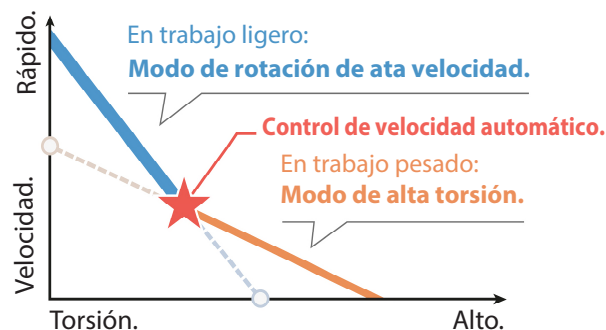 Rápido.
Velocidad.
En trabajo ligero:
Modo de rotación de ata velocidad.
Control de velocidad automático.
En trabajo pesado:
Modo de alta torsión.
Torsión.
Alto.